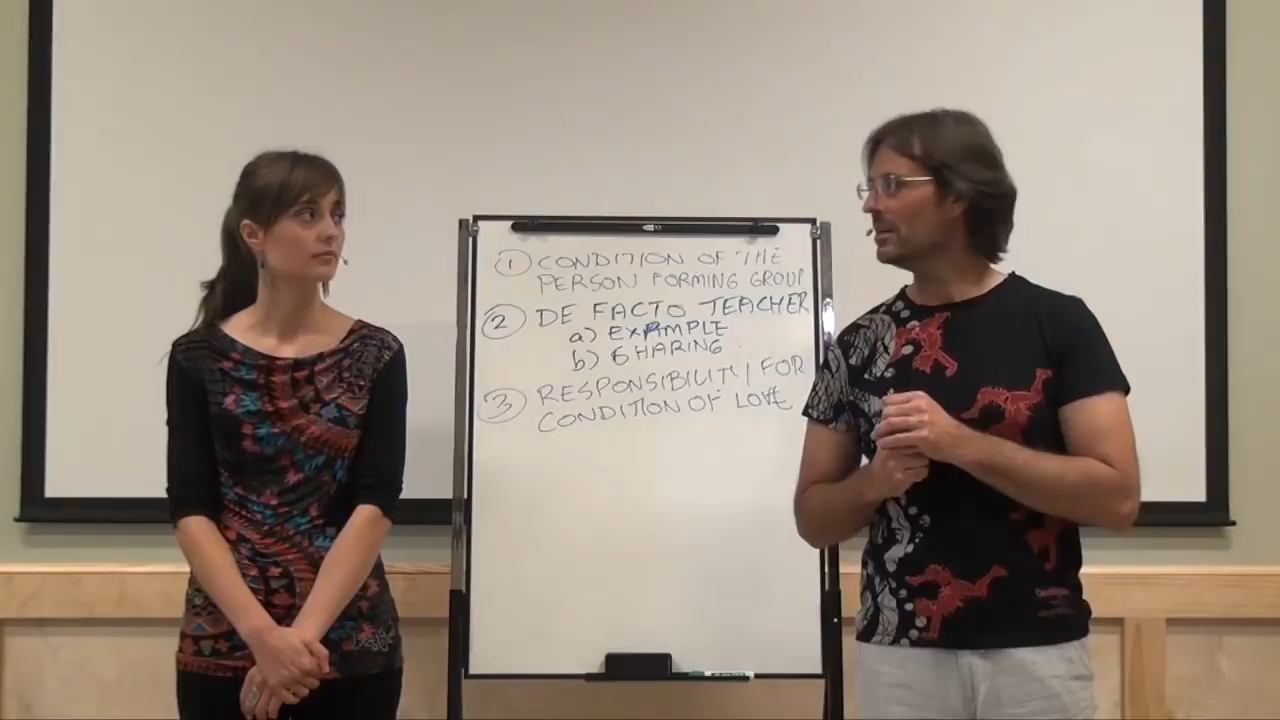 ① CONDITION OF THE
PERSON FORMING GROUP
② DE FACTO TEACHER
a) EXAMPLE
b) SHARING
③ RESPONSIBILITY FOR
CONDITION OF LOVE